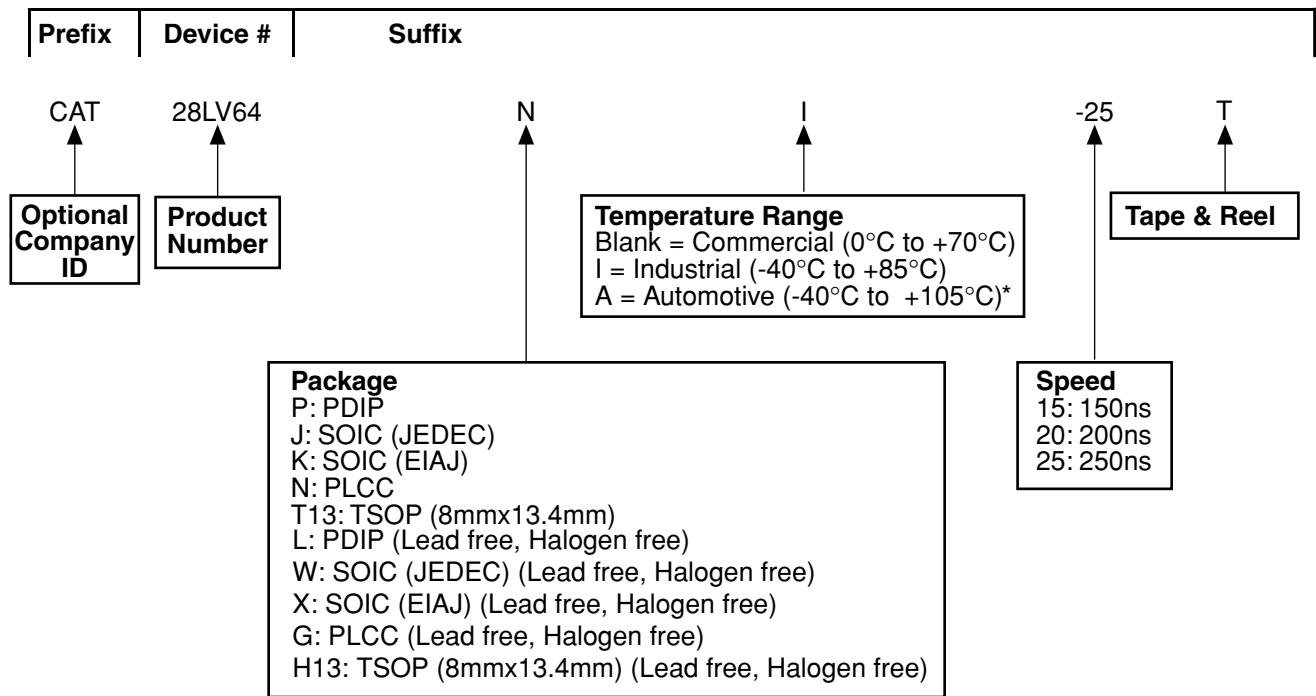 Prefix Device # Suffix
CAT 28LV64 N I -25 T
Optional
Company
ID
Product
Number
Temperature Range
Blank = Commercial (0°C to +70°C)
I = Industrial (-40°C to +85°C)
A = Automotive (-40°C to +105°C)*
Tape & Reel
Package
P: PDIP
J: SOIC (JEDEC)
K: SOIC (EIAJ)
N: PLCC
T13: TSOP (8mmx13.4mm)
L: PDIP (Lead free, Halogen free)
W: SOIC (JEDEC) (Lead free, Halogen free)
X: SOIC (EIAJ) (Lead free, Halogen free)
G: PLCC (Lead free, Halogen free)
H13: TSOP (8mmx13.4mm) (Lead free, Halogen free)
Speed
15: 150ns
20: 200ns
25: 250ns